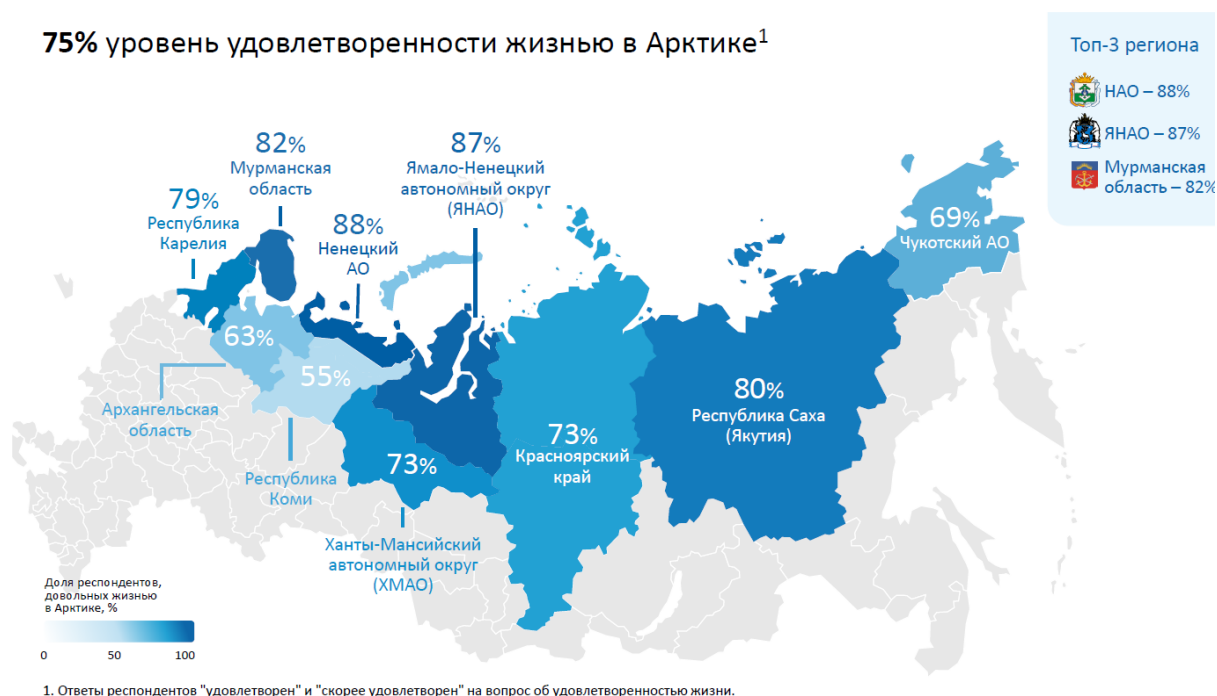 75% уровень удовлетворенности жизнью в Арктике1
Топ-3 региона
НАО – 88%
ЯНАО – 87%
Мурманская
область – 82%
82%
Мурманская
область
87%
Ямало-Ненецкий
автономный округ
(ЯНАО)
79%
Республика
Карелия
88%
Ненецкий
АО
69%
Чукотский АО
63%
55%
Архангельская
область
80%
Республика Саха
(Якутия)
73%
Красноярский
край
73%
Республика
Коми
Ханты-Мансийский
автономный округ
(ХМАО)
Доля респондентов,
довольных жизнью
в Арктике, %
0 50 100
1. Ответы респондентов "удовлетворен" и "скорее удовлетворен" на вопрос об удовлетворенностью жизни.